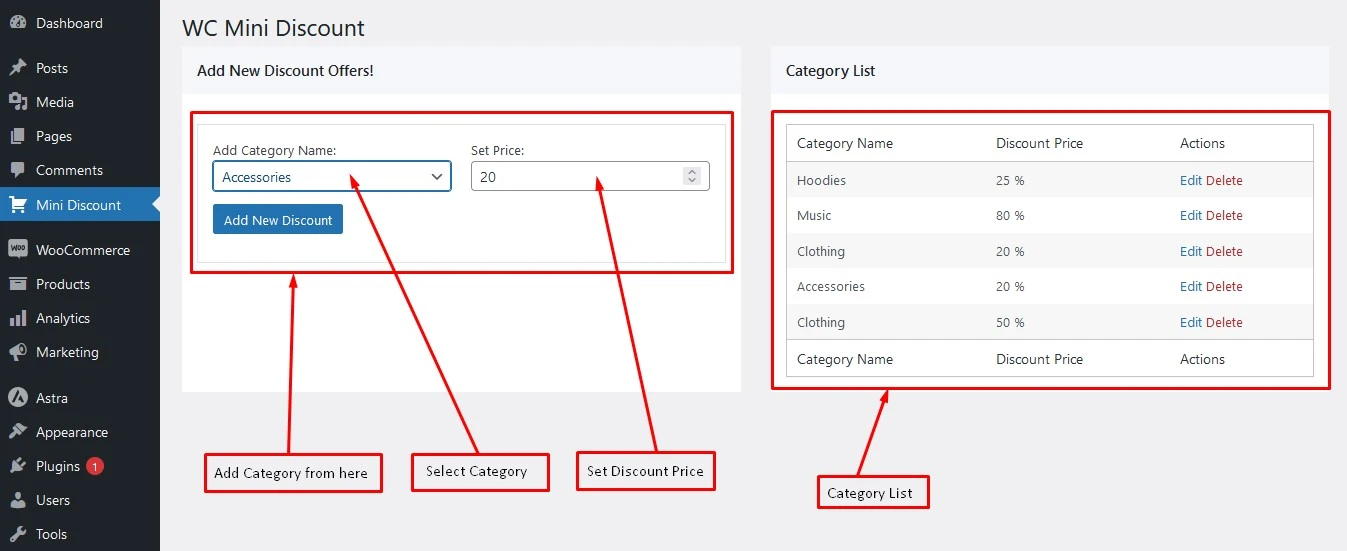 Dashboard
Posts
Media
Pages
Comments
Mini Discount
WOO WooCommerce
Products
Analytics
Marketing
Astra
Appearance
Plugins 1
Users
Tools
WC Mini Discount
Add New Discount Offers!
Add Category Name: Set Price:
Accessories 20
Add New Discount
Category List
Category Name Discount Price Actions
Hoodies 25 % Edit Delete
Music 80 % Edit Delete
Clothing 20 % Edit Delete
Accessories 20 % Edit Delete
Clothing 50 % Edit Delete
Category Name Discount Price Actions
Add Category from here
Select Category
Set Discount Price
Category List